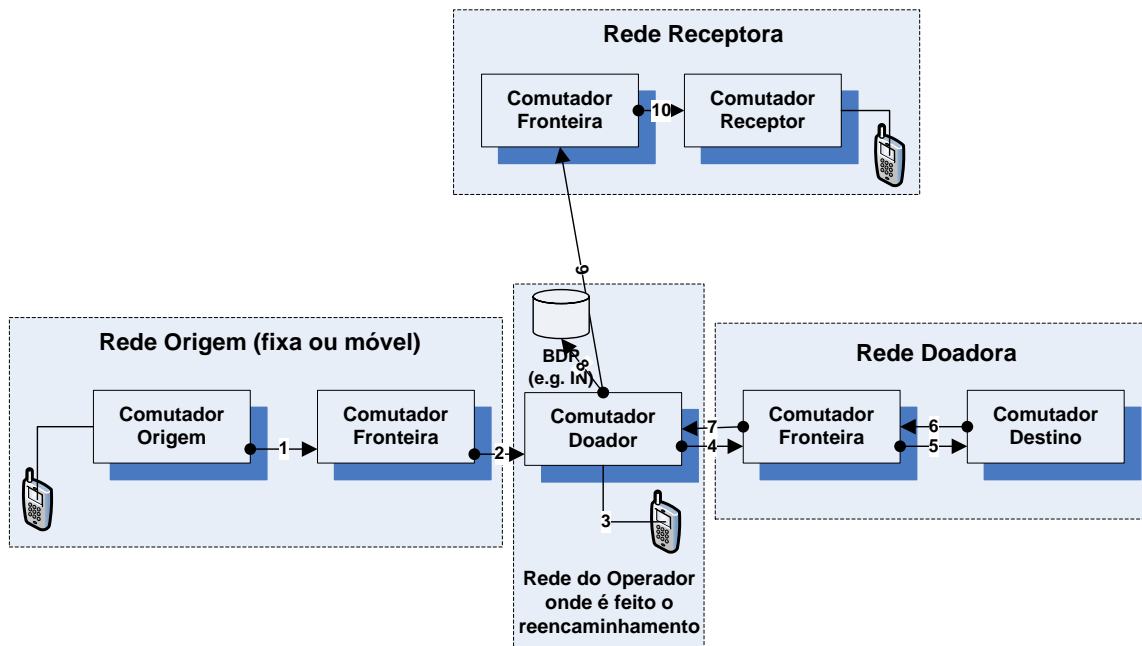 Rede Receptora
Comutador
Fronteira
10
Comutador
Receptor
9
Rede Origem (fixa ou móvel)
Comutador
Origem
1
Comutador
Fronteira
2
BDP
(e.g. IN)
8
Comutador
Doador
3
Rede do Operador
onde é feito o
reencaminhamento
Rede Doadora
7
4
Comutador
Fronteira
6
5
Comutador
Destino